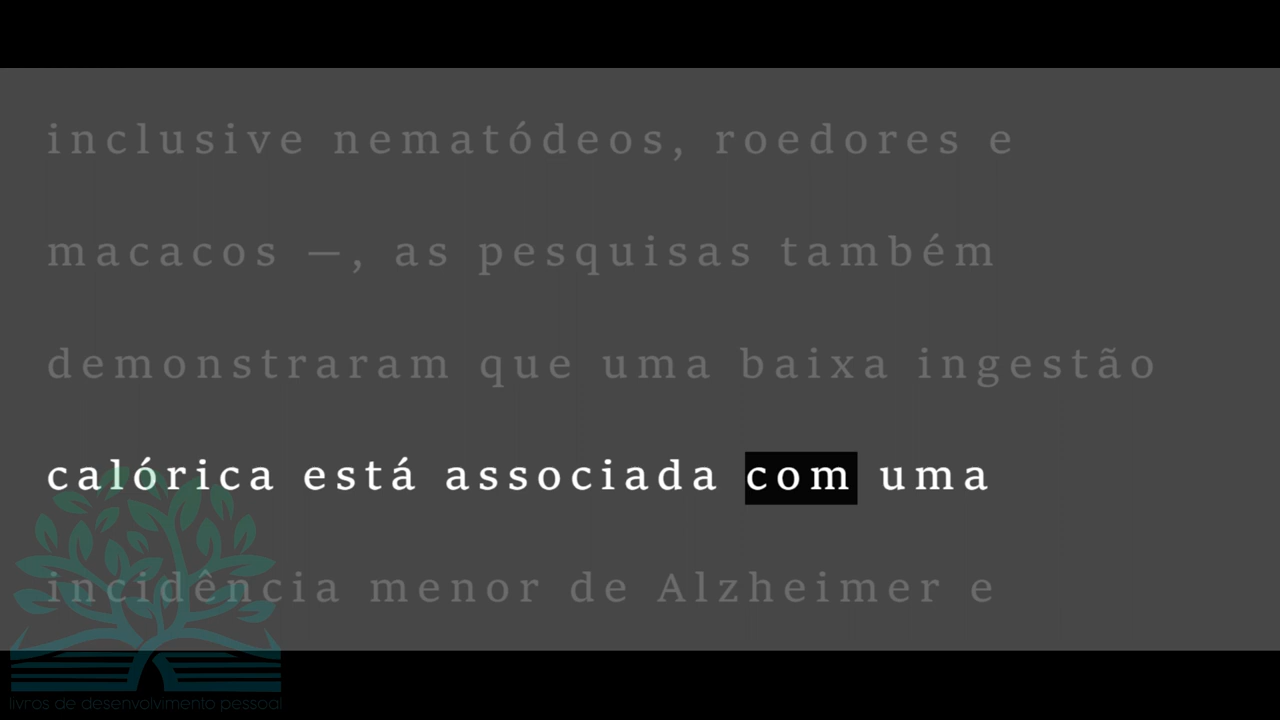 inclusive nematódeos, roedores e
macacos —, as pesquisas também
demonstraram que uma baixa ingestão
calórica está associada com uma
incidência menor de Alzheimer e
livros de desenvolvimento pessoal